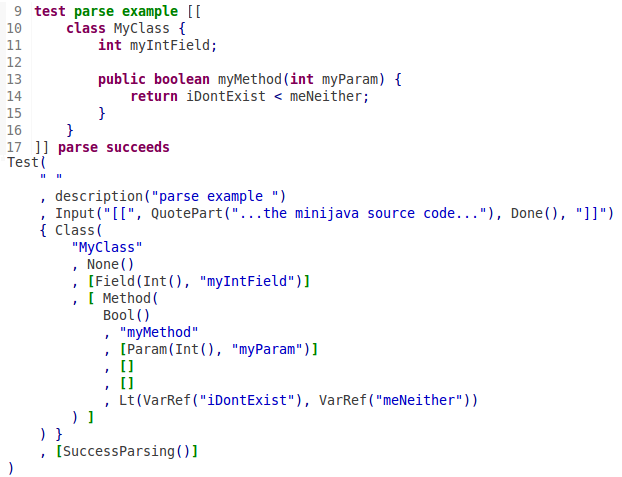 9 test parse example [[
10     class MyClass {
11         int myIntField;
12
13         public boolean myMethod(int myParam) {
14             return iDontExist < meNeither;
15         }
16     }
17 ]] parse succeeds
Test(
    " "
    , description("parse example ")
    , Input("[[", QuotePart("...the minijava source code..."), Done(), "]]")
    { Class(
        "MyClass"
        , None()
        , [Field(Int(), "myIntField")]
        , [ Method(
            Bool()
            , "myMethod"
            , [Param(Int(), "myParam")]
            , []
            , []
            , Lt(VarRef("iDontExist"), VarRef("meNeither"))
        ) ]
    ) }
    , [SuccessParsing()]
)